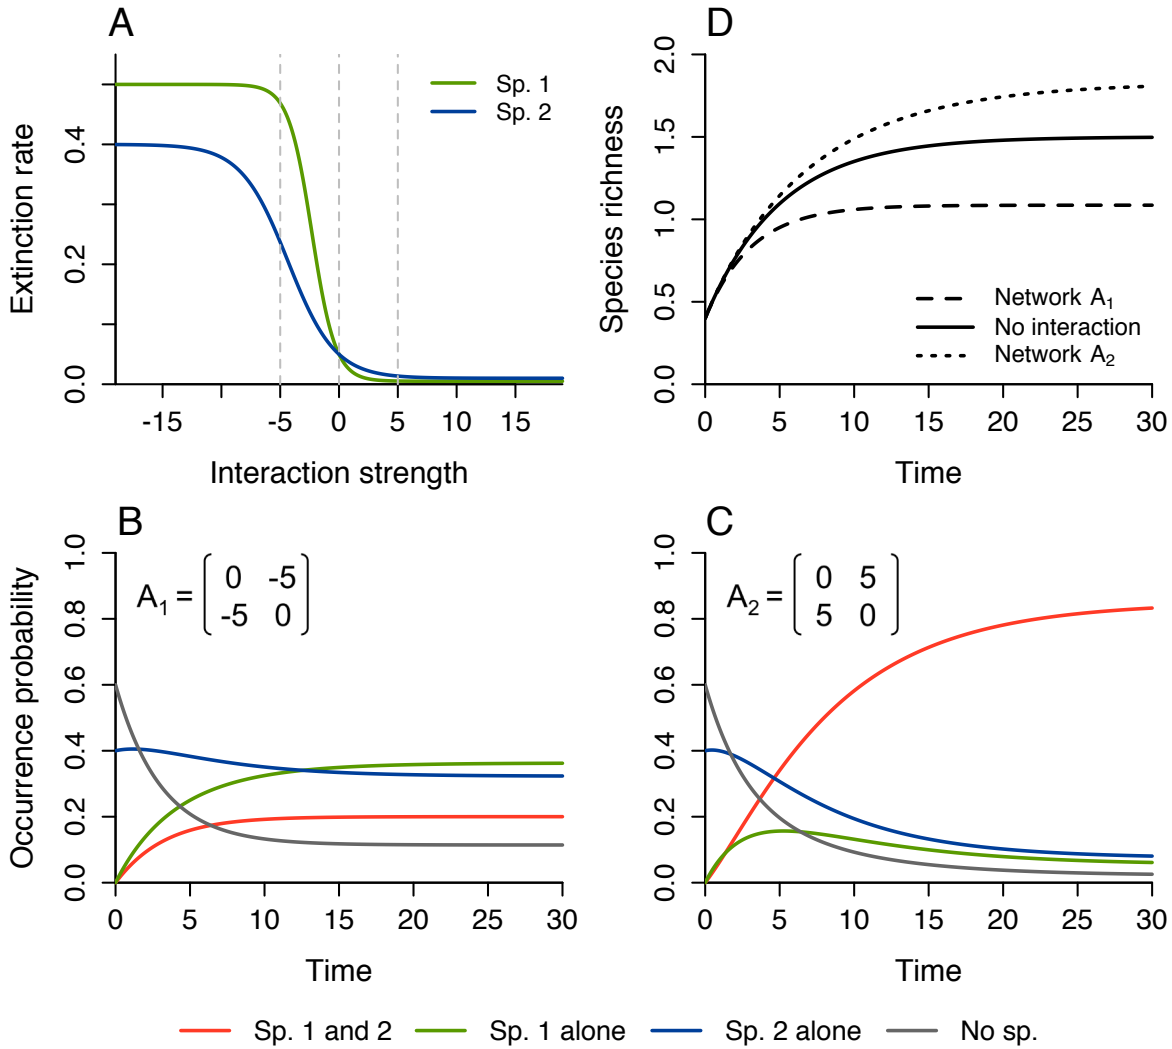 A
Extinction rate
0.0
0.2
0.4
Sp. 1
Sp. 2
-15
-5
0
5
10
15
Interaction strength
D
Species richness
0.0
0.5
1.0
1.5
2.0
Network A1
No interaction
Network A2
0
5
10
15
20
25
30
Time
B
Occurrence probability
0.0
0.2
0.4
0.6
0.8
1.0
A1 =
0 -5
-5 0
0
5
10
15
20
25
30
Time
C
0.0
0.2
0.4
0.6
0.8
1.0
A2 =
0 5
5 0
0
5
10
15
20
25
30
Time
Sp. 1 and 2
Sp. 1 alone
Sp. 2 alone
No sp.